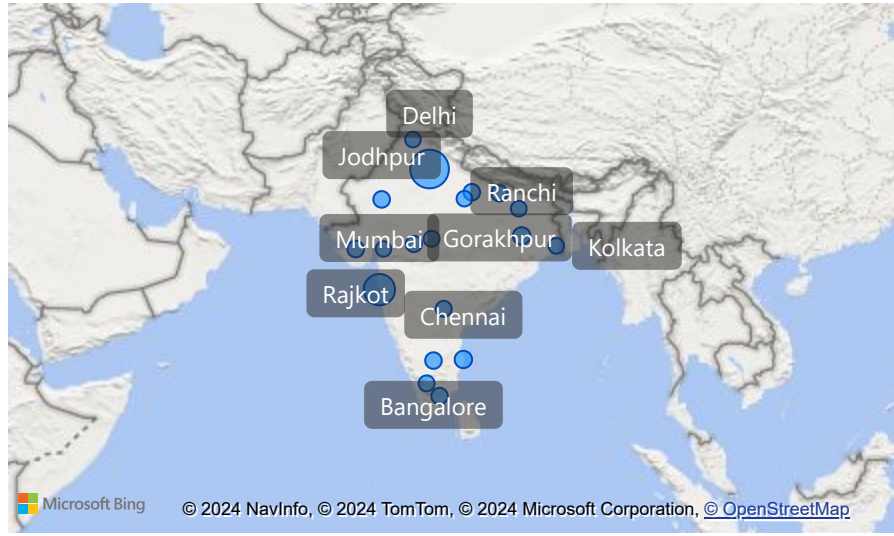 Delhi
Jodhpur
Ranchi
Mumbai
Gorakhpur
Kolkata
Rajkot
Chennai
Bangalore
Microsoft Bing
© 2024 NavInfo, © 2024 TomTom, © 2024 Microsoft Corporation, © OpenStreetMap